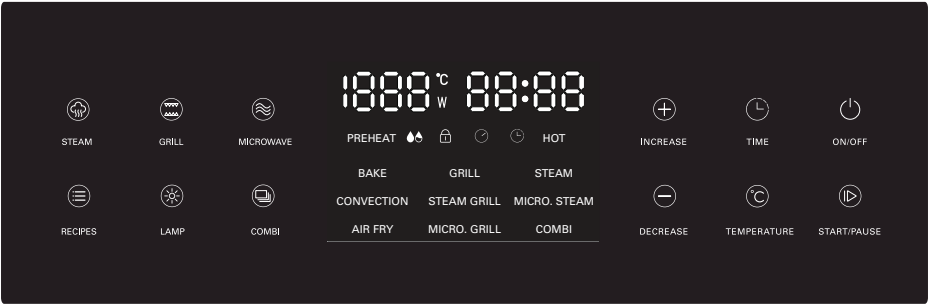 1888 °C
W
88:88
PREHEAT HOT
STEAM GRILL MICROWAVE
BAKE GRILL STEAM
CONVECTION STEAM GRILL MICRO. STEAM
AIR FRY MICRO. GRILL COMBI
RECIPES LAMP COMBI
INCREASE TIME ON/OFF
°C
DECREASE TEMPERATURE START/PAUSE